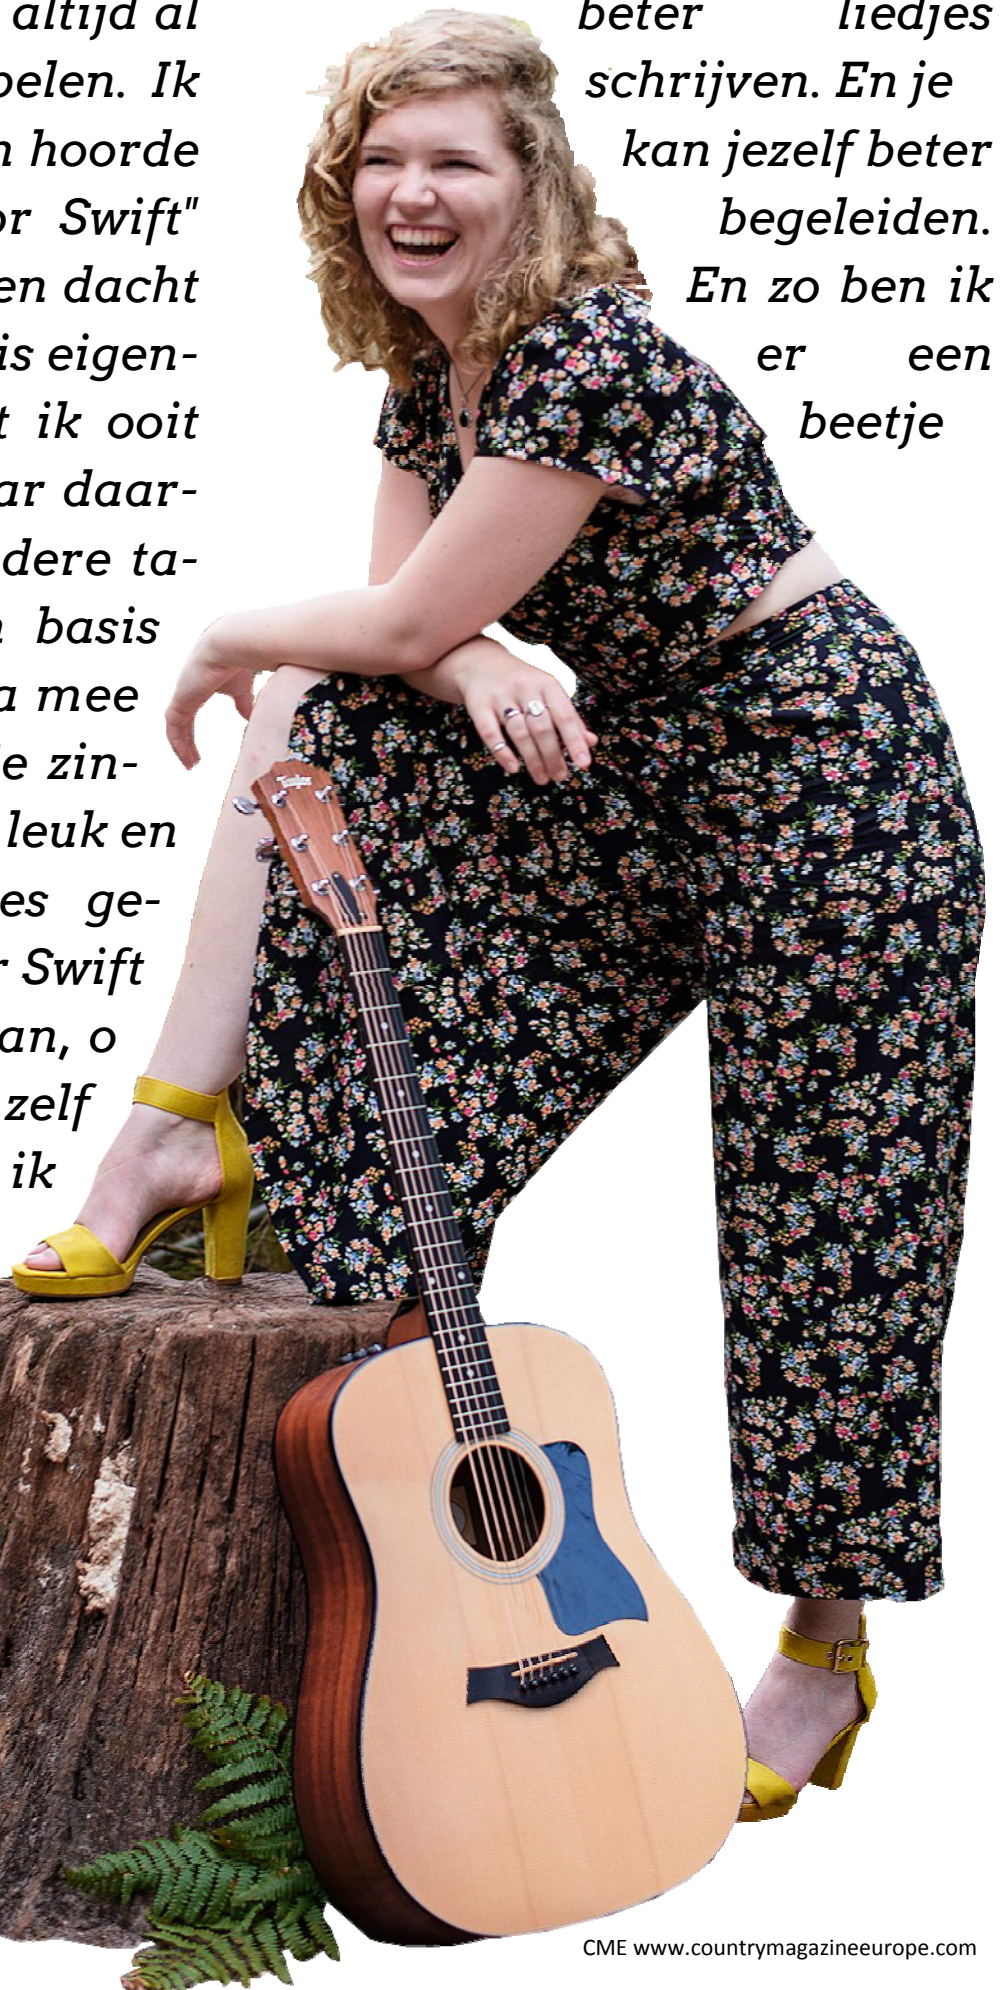 altijd al
pelen. Ik
n hoorde
or Swift"
en dacht
is eigen-
t ik ooit
ar daar-
dere ta-
n basis
a mee
e zin-
leuk en
es ge-
r Swift
an, o
zelf
ik
beter liedjes
schrijven. En je
kan jezelf beter
begeleiden.
En zo ben ik
er een
beetje
Taylor
CME www.countrymagazineeurope.com